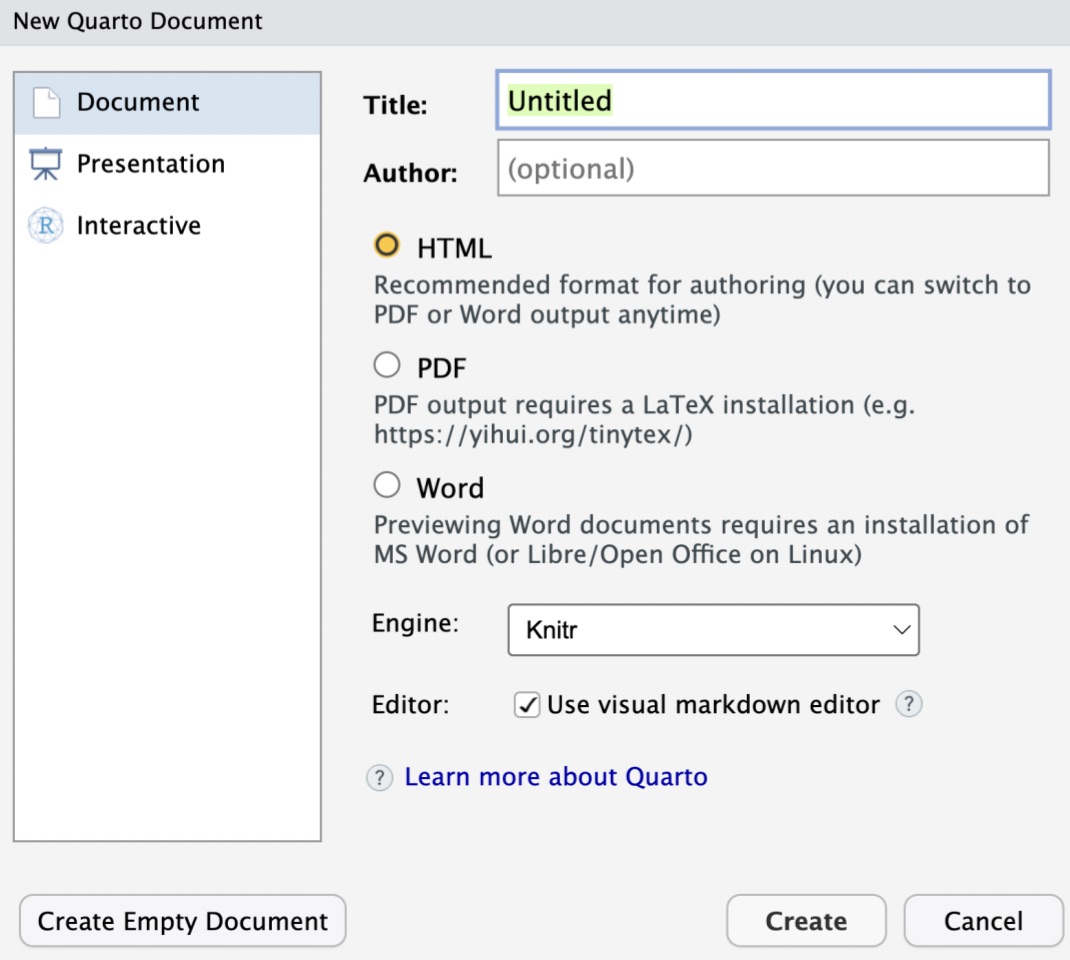 New Quarto Document
Document
Presentation
R Interactive
Title: Untitled
Author: (optional)
HTML
Recommended format for authoring (you can switch to
PDF or Word output anytime)
PDF
PDF output requires a LaTeX installation (e.g.
https://yihui.org/tinytex/)
Word
Previewing Word documents requires an installation of
MS Word (or Libre/Open Office on Linux)
Engine: Knitr
Editor: Use visual markdown editor ?
? Learn more about Quarto
Create Empty Document Create Cancel